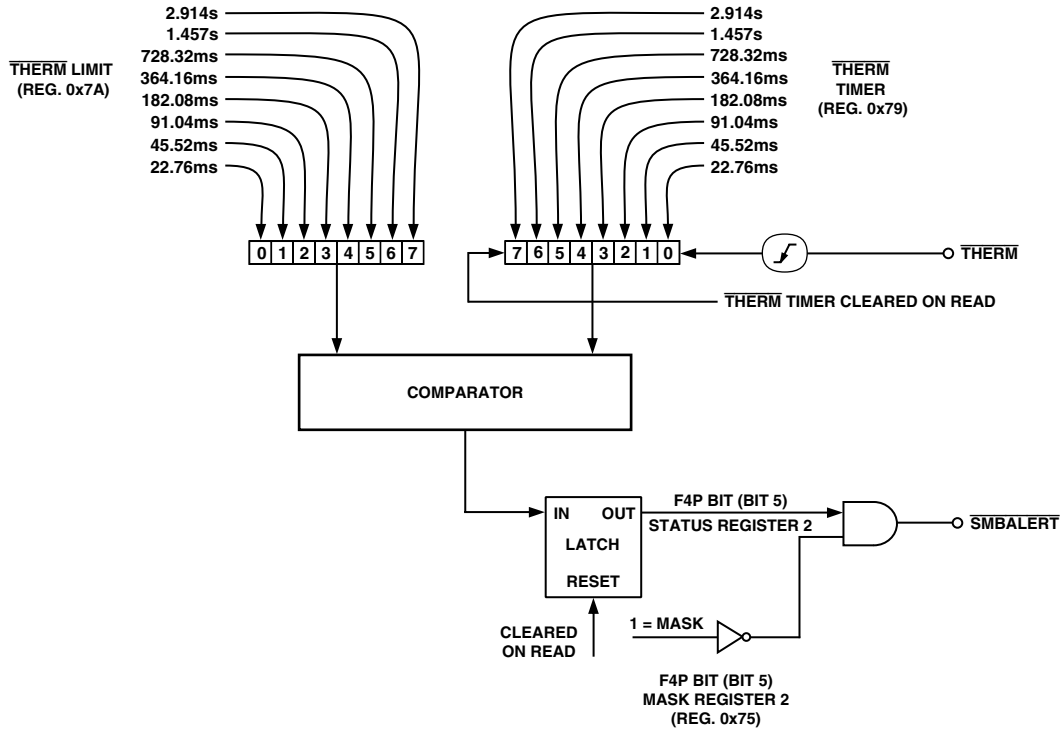 2.914s
1.457s
728.32ms
364.16ms
182.08ms
91.04ms
45.52ms
22.76ms
THERM LIMIT
(REG. 0x7A)
2.914s
1.457s
728.32ms
364.16ms
182.08ms
91.04ms
45.52ms
22.76ms
THERM
TIMER
(REG. 0x79)
0 1 2 3 4 5 6 7
7 6 5 4 3 2 1 0
THERM
THERM TIMER CLEARED ON READ
COMPARATOR
IN OUT
LATCH
RESET
F4P BIT (BIT 5)
STATUS REGISTER 2
SMBALERT
CLEARED
ON READ
1 = MASK
F4P BIT (BIT 5)
MASK REGISTER 2
(REG. 0x75)